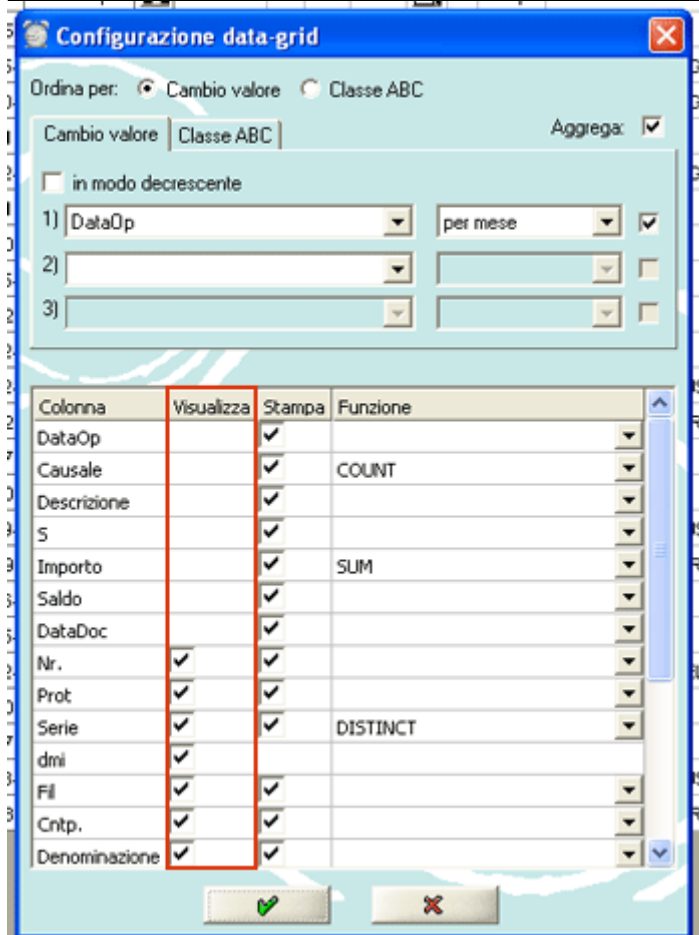 Configurazione data-grid
Ordina per: Cambio valore Classe ABC
Cambio valore Classe ABC Aggrega:
in modo decrescente
1) DataOp per mese
2)
3)
Colonna Visualizza Stampa Funzione
DataOp
Causale COUNT
Descrizione
S
Importo SUM
Saldo
DataDoc
Nr.
Prot
Serie DISTINCT
dmi
Fil
Cntp.
Denominazione